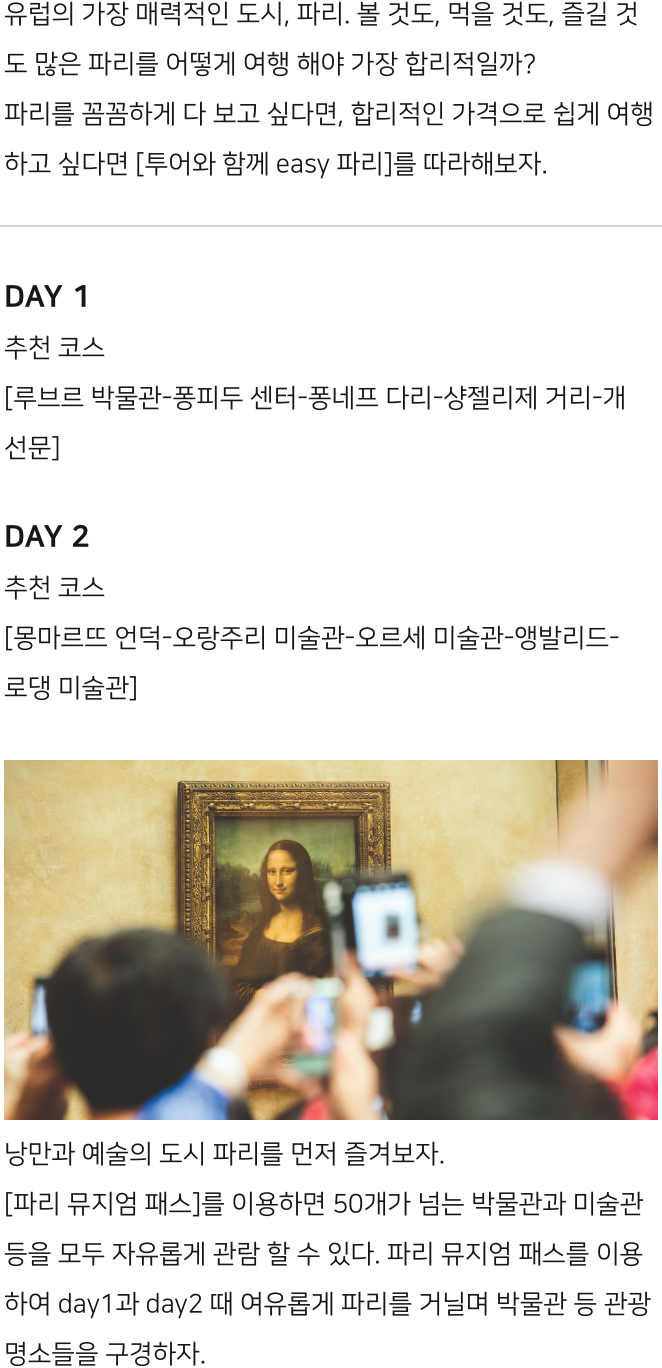 유럽의 가장 매력적인 도시, 파리. 볼 것도, 먹을 것도, 즐길 것
도 많은 파리를 어떻게 여행 해야 가장 합리적일까?
파리를 꼼꼼하게 다 보고 싶다면, 합리적인 가격으로 쉽게 여행
하고 싶다면 [투어와 함께 easy 파리]를 따라해보자.
DAY 1
추천 코스
[루브르 박물관-퐁피두 센터-퐁네프 다리-샹젤리제 거리-개
선문]
DAY 2
추천 코스
[몽마르뜨 언덕-오랑주리 미술관-오르세 미술관-앵발리드-
로댕 미술관]
낭만과 예술의 도시 파리를 먼저 즐겨보자.
[파리 뮤지엄 패스]를 이용하면 50개가 넘는 박물관과 미술관
등을 모두 자유롭게 관람 할 수 있다. 파리 뮤지엄 패스를 이용
하여 day1과 day2 때 여유롭게 파리를 거닐며 박물관 등 관광
명소들을 구경하자.